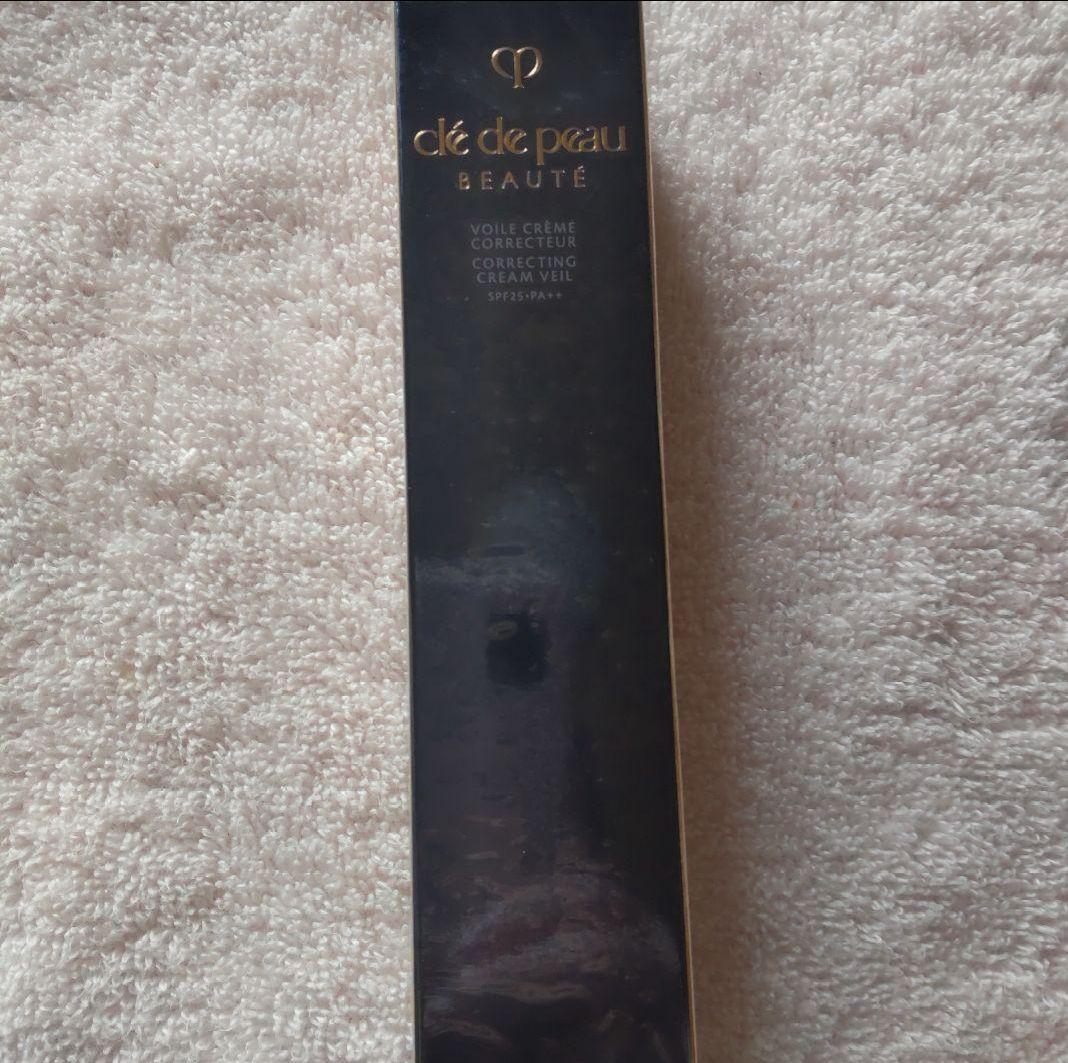 clé de peau
BEAUTÉ
VOILE CRÈME
CORRECTEUR
CORRECTING
CREAM VEIL
SPF25•PA++